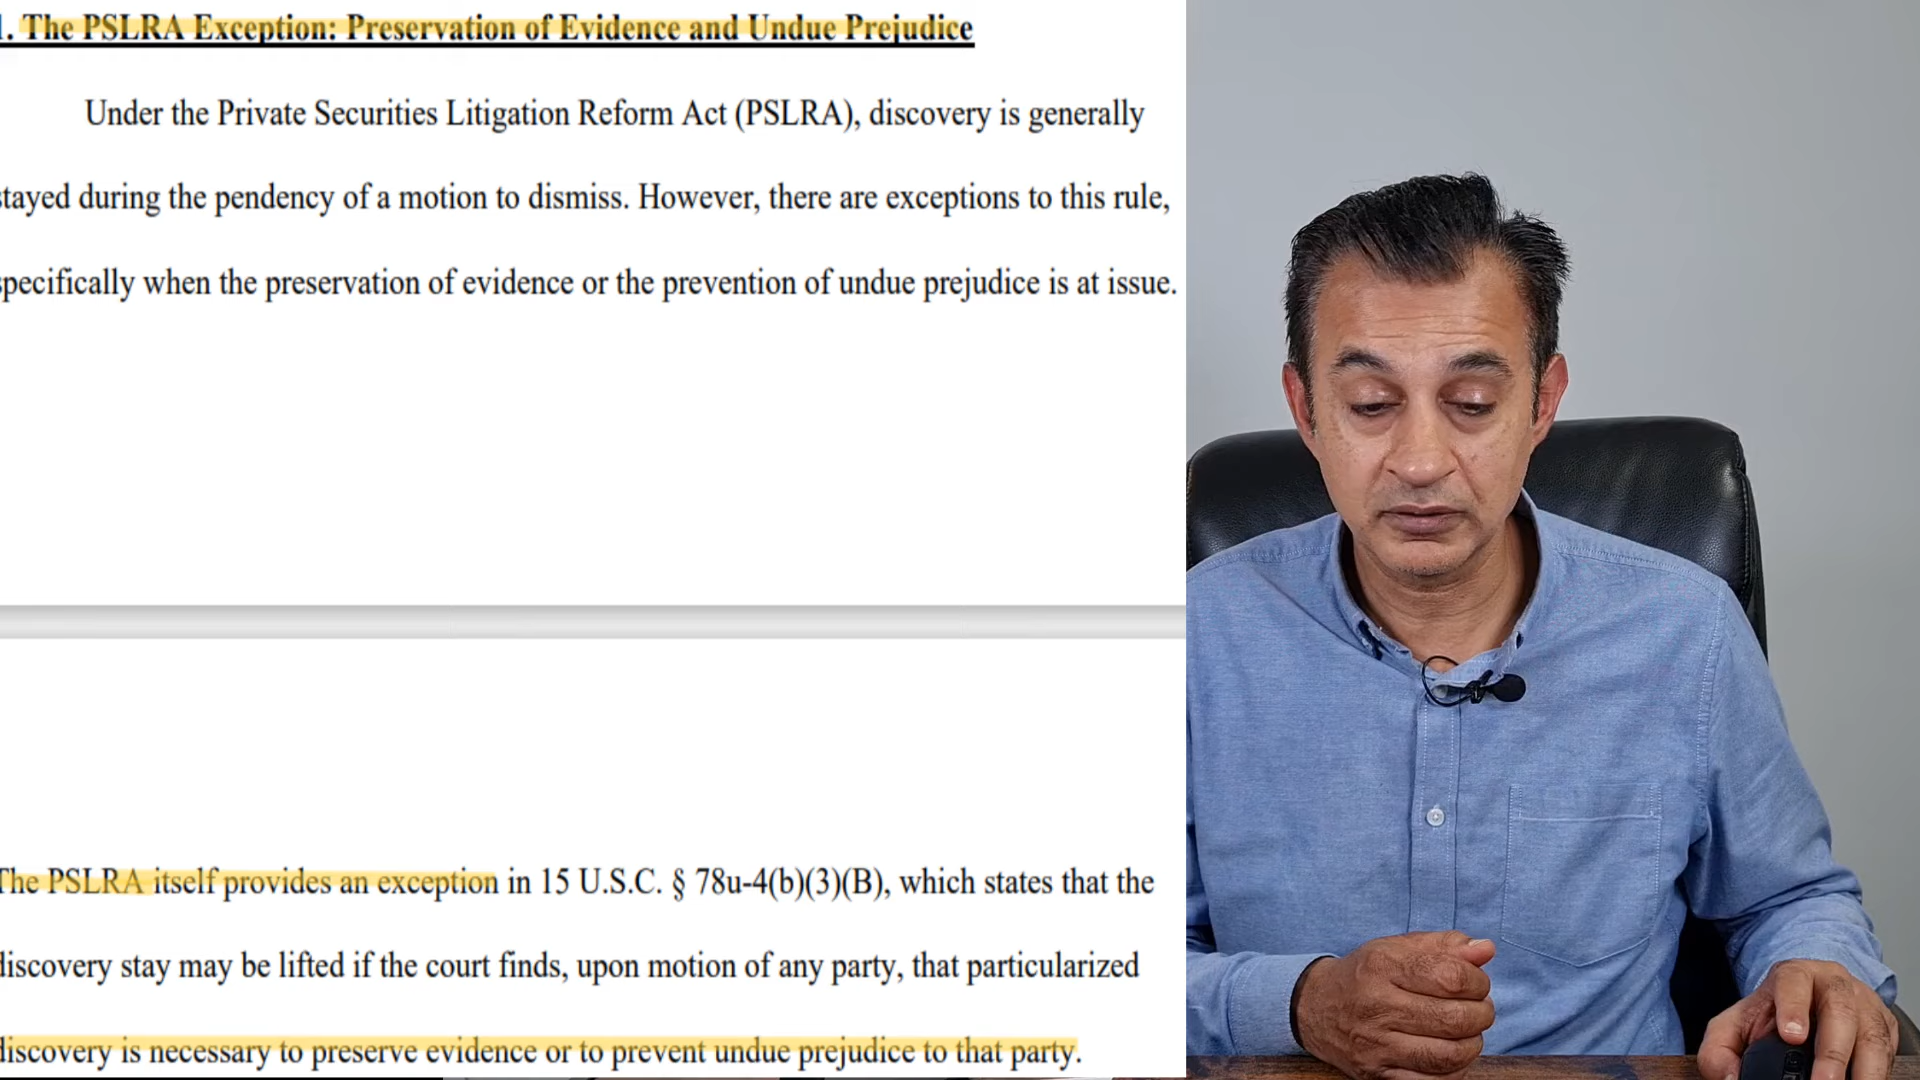 . The PSLRA Exception: Preservation of Evidence and Undue Prejudice
Under the Private Securities Litigation Reform Act (PSLRA), discovery is generally
stayed during the pendency of a motion to dismiss. However, there are exceptions to this rule,
specifically when the preservation of evidence or the prevention of undue prejudice is at issue.
The PSLRA itself provides an exception in 15 U.S.C. § 78u-4(b)(3)(B), which states that the
discovery stay may be lifted if the court finds, upon motion of any party, that particularized
discovery is necessary to preserve evidence or to prevent undue prejudice to that party.